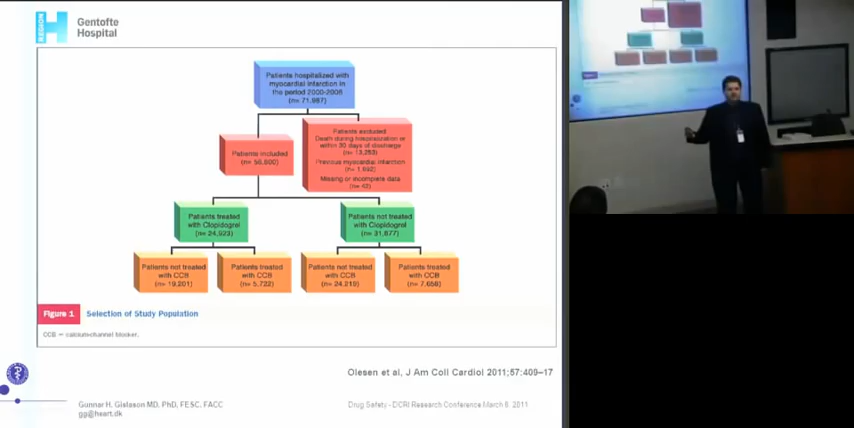 REGION
H
Gentofte
Hospital
Patients hospitalized with
myocardial infarction in
the period 2000-2006
(n= 71,987)
Patients included
(n= 56,800)
Patients excluded
Death during hospitalization or
within 30 days of discharge
(n= 13,253)
Previous myocardial infarction
(n= 1,892)
Missing or incomplete data
(n= 42)
Patients treated
with Clopidogrel
(n= 24,923)
Patients not treated
with Clopidogrel
(n= 31,877)
Patients not treated
with CCB
(n= 19,201)
Patients treated
with CCB
(n= 5,722)
Patients not treated
with CCB
(n= 24,219)
Patients treated
with CCB
(n= 7,658)
Figure 1
Selection of Study Population
CCB = calcium-channel blocker.
Olesen et al, J Am Coll Cardiol 2011;57:409–17
Gunnar H. Gislason MD, PhD, FESC, FACC
gg@heart.dk
Drug Safety - DCRI Research Conference March 8, 2011